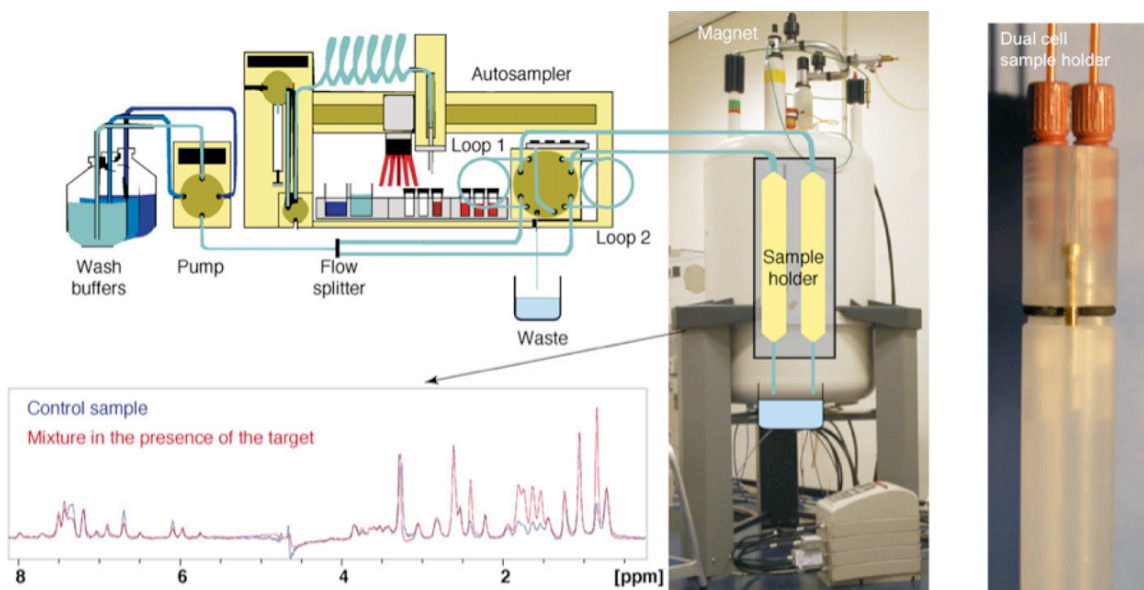 Autosampler
Loop 1
Loop 2
Wash
buffers
Pump
Flow
splitter
Waste
Magnet
Sample
holder
Dual cell
sample holder
Control sample
Mixture in the presence of the target
8
6
4
2
[ppm]